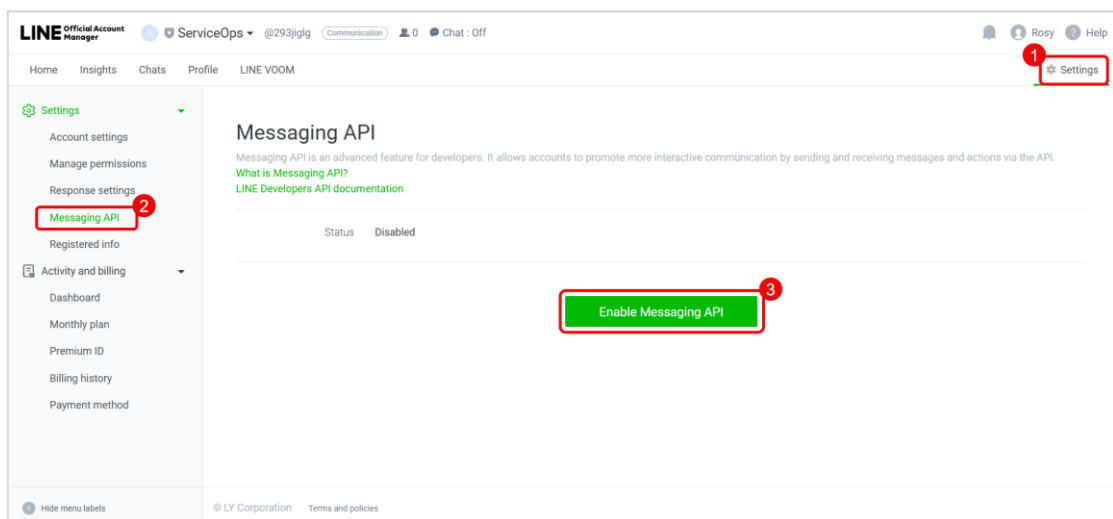 LINE Official Account Manager ServiceOps @293jiglg Communication 0 Chat : Off Rosy ? Help
Home Insights Chats Profile LINE VOOM 1 Settings
Settings
Account settings
Manage permissions
Response settings
Messaging API 2
Registered info
Activity and billing
Dashboard
Monthly plan
Premium ID
Billing history
Payment method
Hide menu labels
Messaging API
Messaging API is an advanced feature for developers. It allows accounts to promote more interactive communication by sending and receiving messages and actions via the API.
What is Messaging API?
LINE Developers API documentation
Status Disabled
Enable Messaging API 3
© LY Corporation Terms and policies